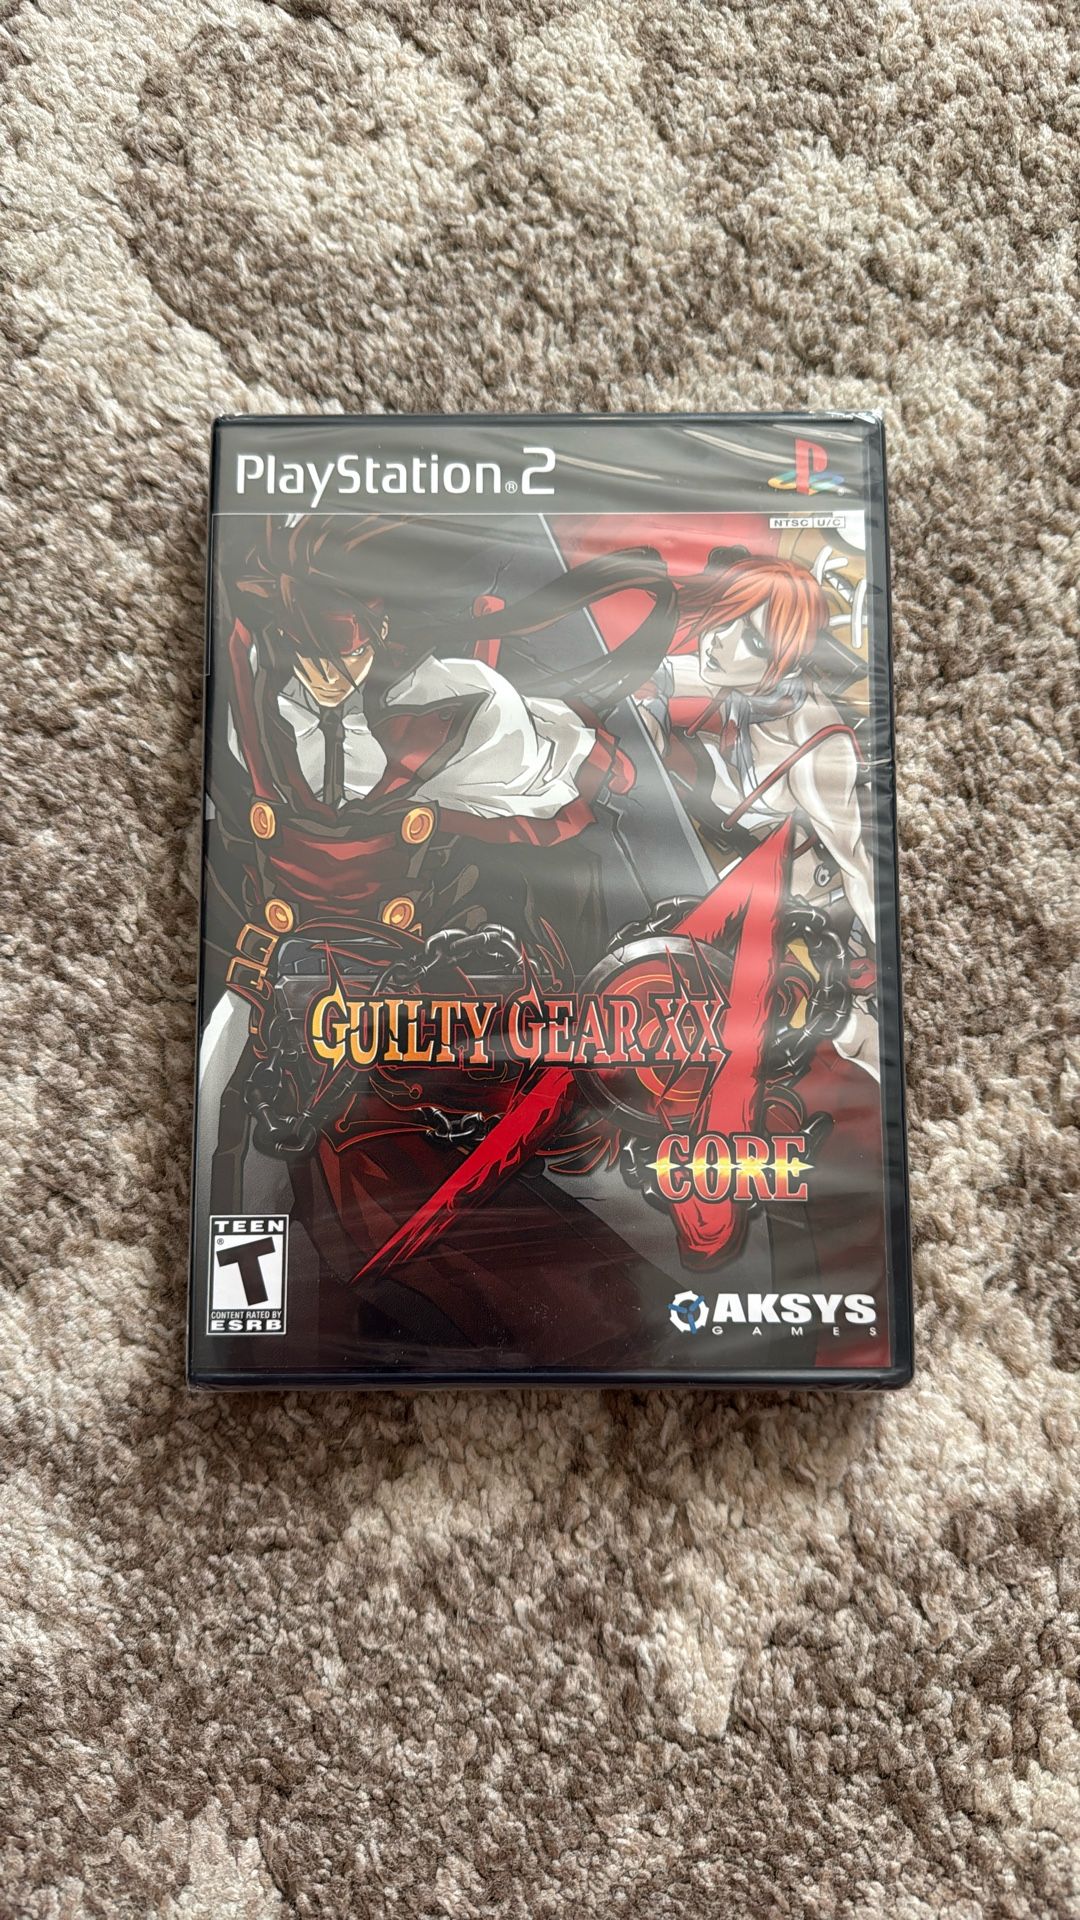 PlayStation®2
NTSC U/C
GUILTY GEAR XX
Λ
CORE
TEEN
T
CONTENT RATED BY
ESRB
AKSYS
GAMES